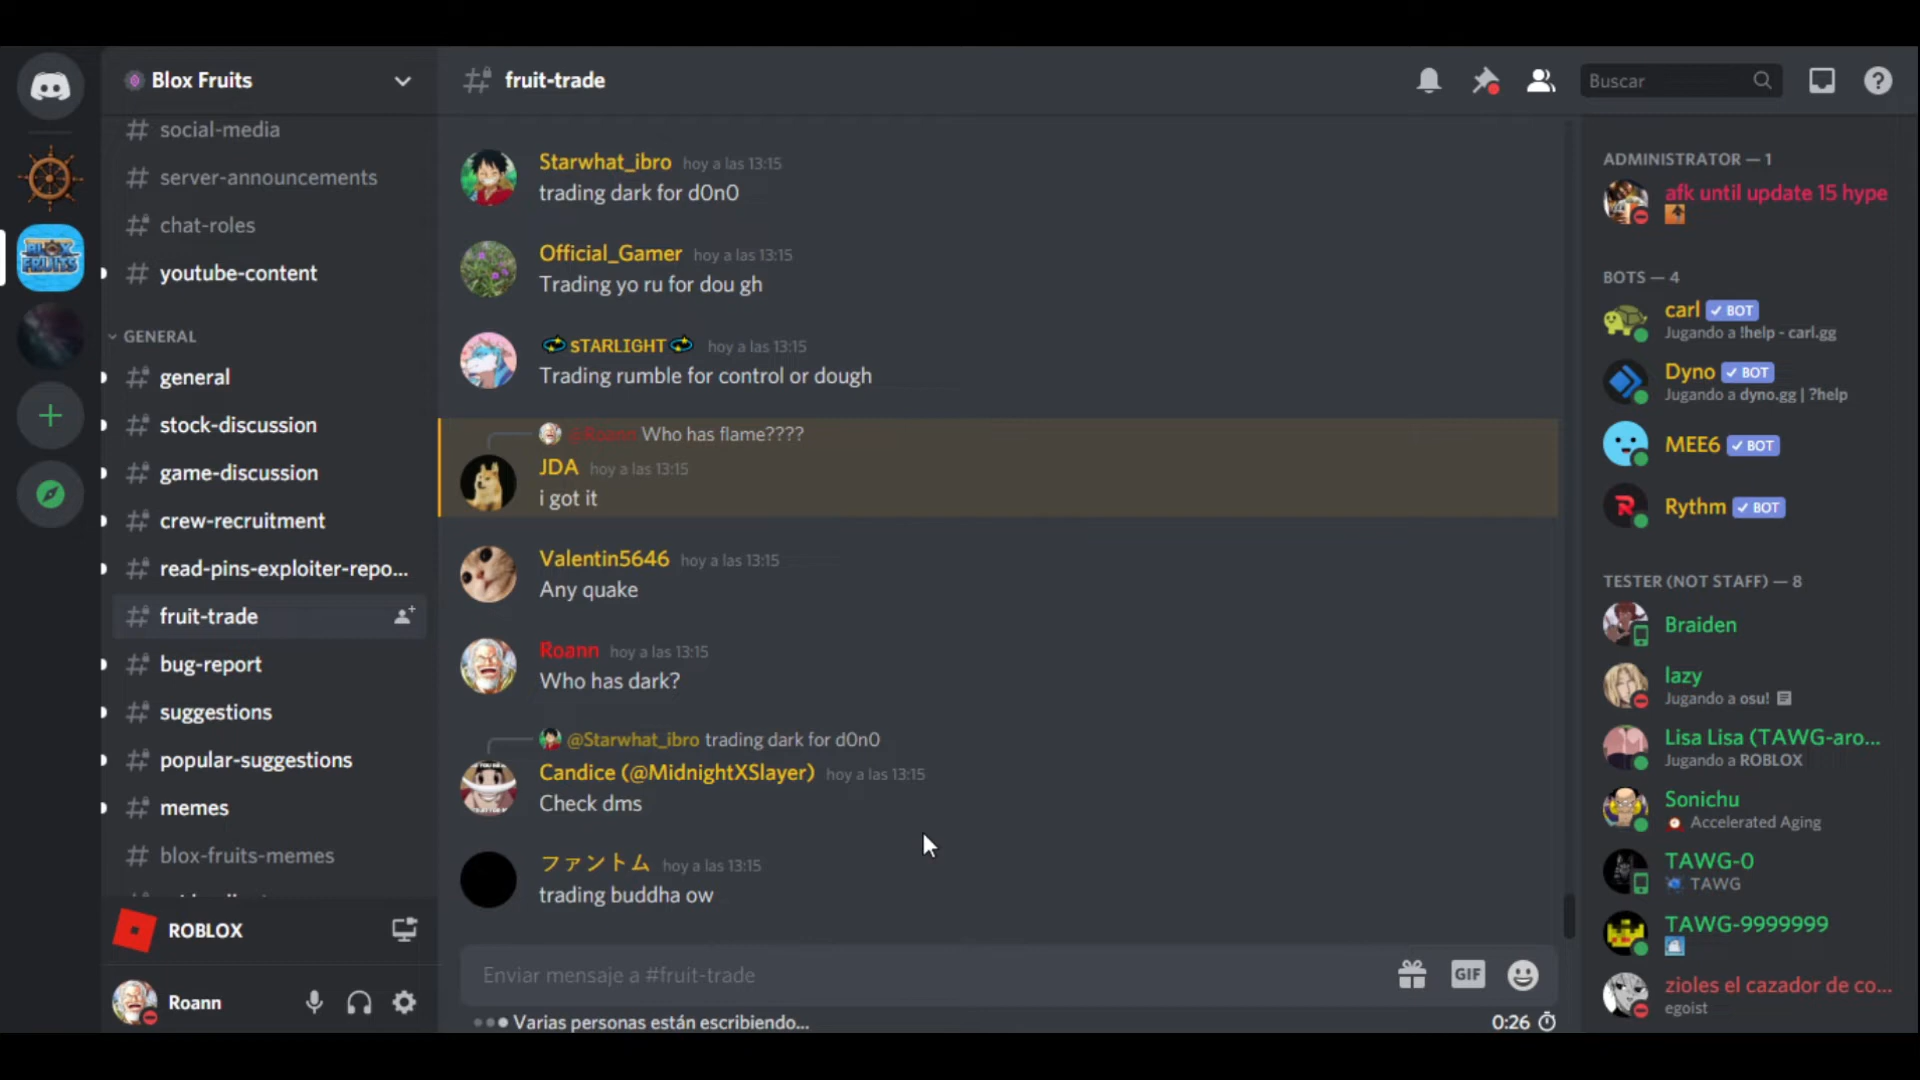 Blox Fruits
social-media
server-announcements
chat-roles
youtube-content
GENERAL
general
stock-discussion
game-discussion
crew-recruitment
read-pins-exploiter-repo...
fruit-trade
bug-report
suggestions
popular-suggestions
memes
blox-fruits-memes
ROBLOX
Roann
BLOX
FRUITS
fruit-trade
Buscar
Starwhat_ibro hoy a las 13:15
trading dark for d0n0
Official_Gamer hoy a las 13:15
Trading yo ru for dou gh
sTARLIGHT hoy a las 13:15
Trading rumble for control or dough
@Roann Who has flame????
JDA hoy a las 13:15
i got it
Valentin5646 hoy a las 13:15
Any quake
Roann hoy a las 13:15
Who has dark?
@Starwhat_ibro trading dark for d0n0
Candice (@MidnightXSlayer) hoy a las 13:15
Check dms
ファントム hoy a las 13:15
trading buddha ow
Enviar mensaje a #fruit-trade
GIF
Varias personas están escribiendo...
0:26
ADMINISTRATOR — 1
afk until update 15 hype
BOTS — 4
carl ✓ BOT
Jugando a !help - carl.gg
Dyno ✓ BOT
Jugando a dyno.gg | ?help
MEE6 ✓ BOT
Rythm ✓ BOT
TESTER (NOT STAFF) — 8
Braiden
lazy
Jugando a osu!
Lisa Lisa (TAWG-aro...
Jugando a ROBLOX
Sonichu
Accelerated Aging
TAWG-0
TAWG
TAWG-9999999
zioles el cazador de co...
egoist